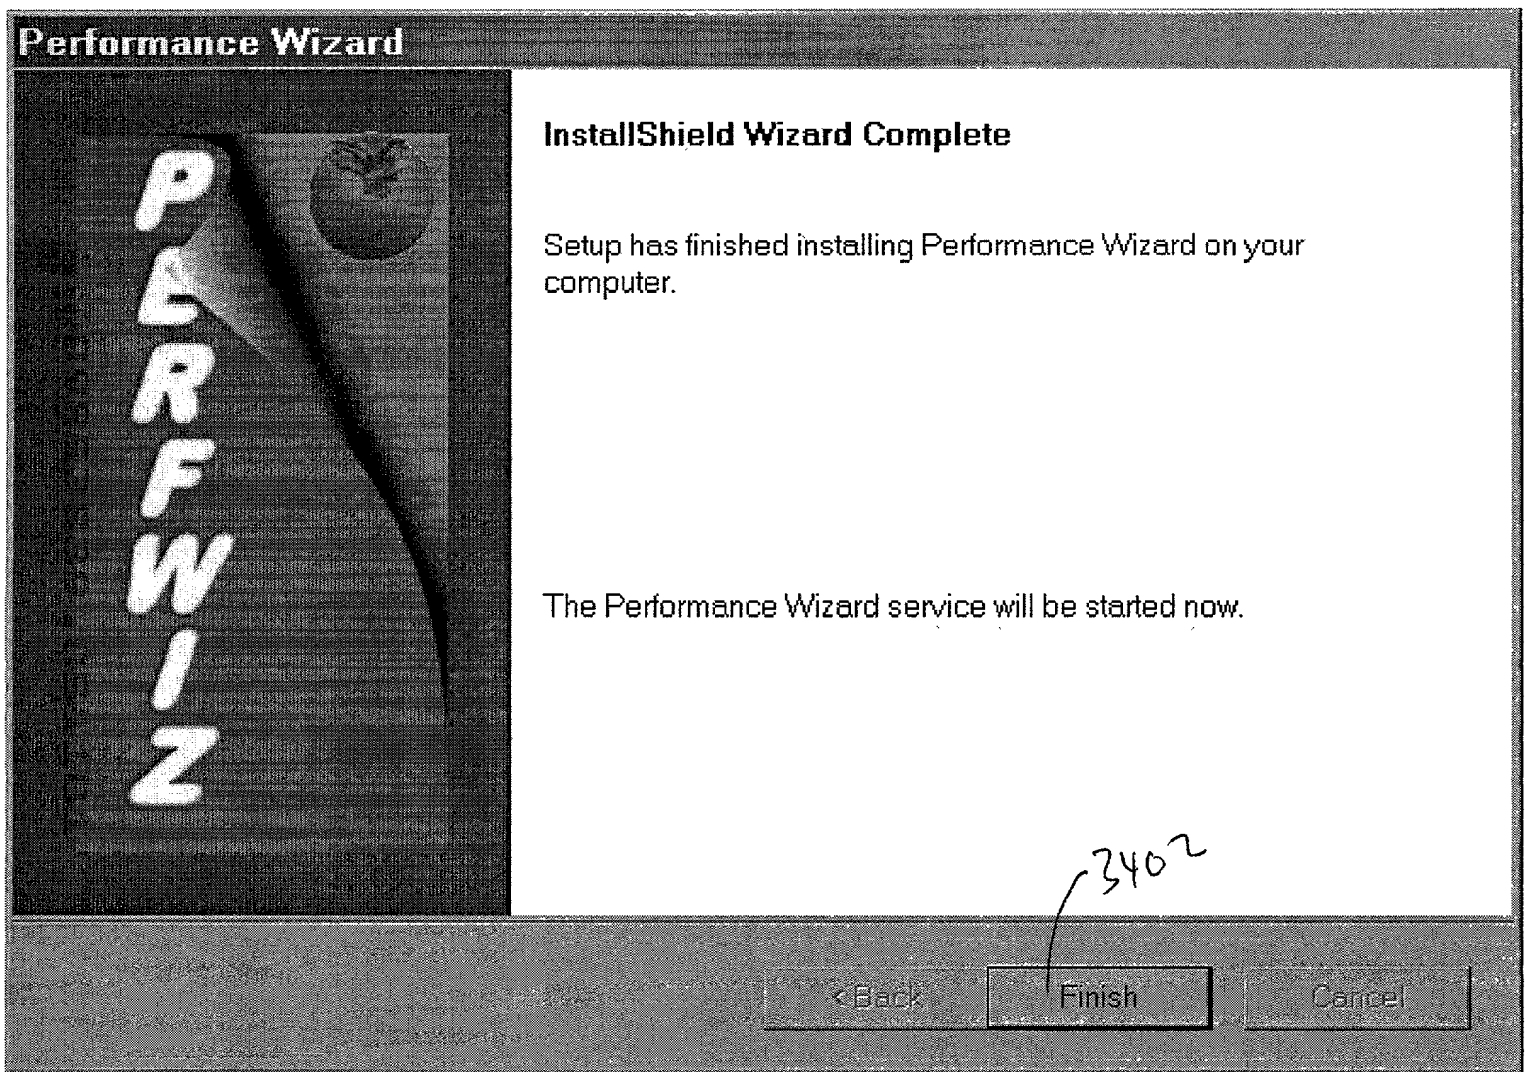 Performance Wizard
P
E
R
F
W
I
Z
InstallShield Wizard Complete
Setup has finished installing Performance Wizard on your
computer.
The Performance Wizard service will be started now.
3402
< Back
Finish
Cancel